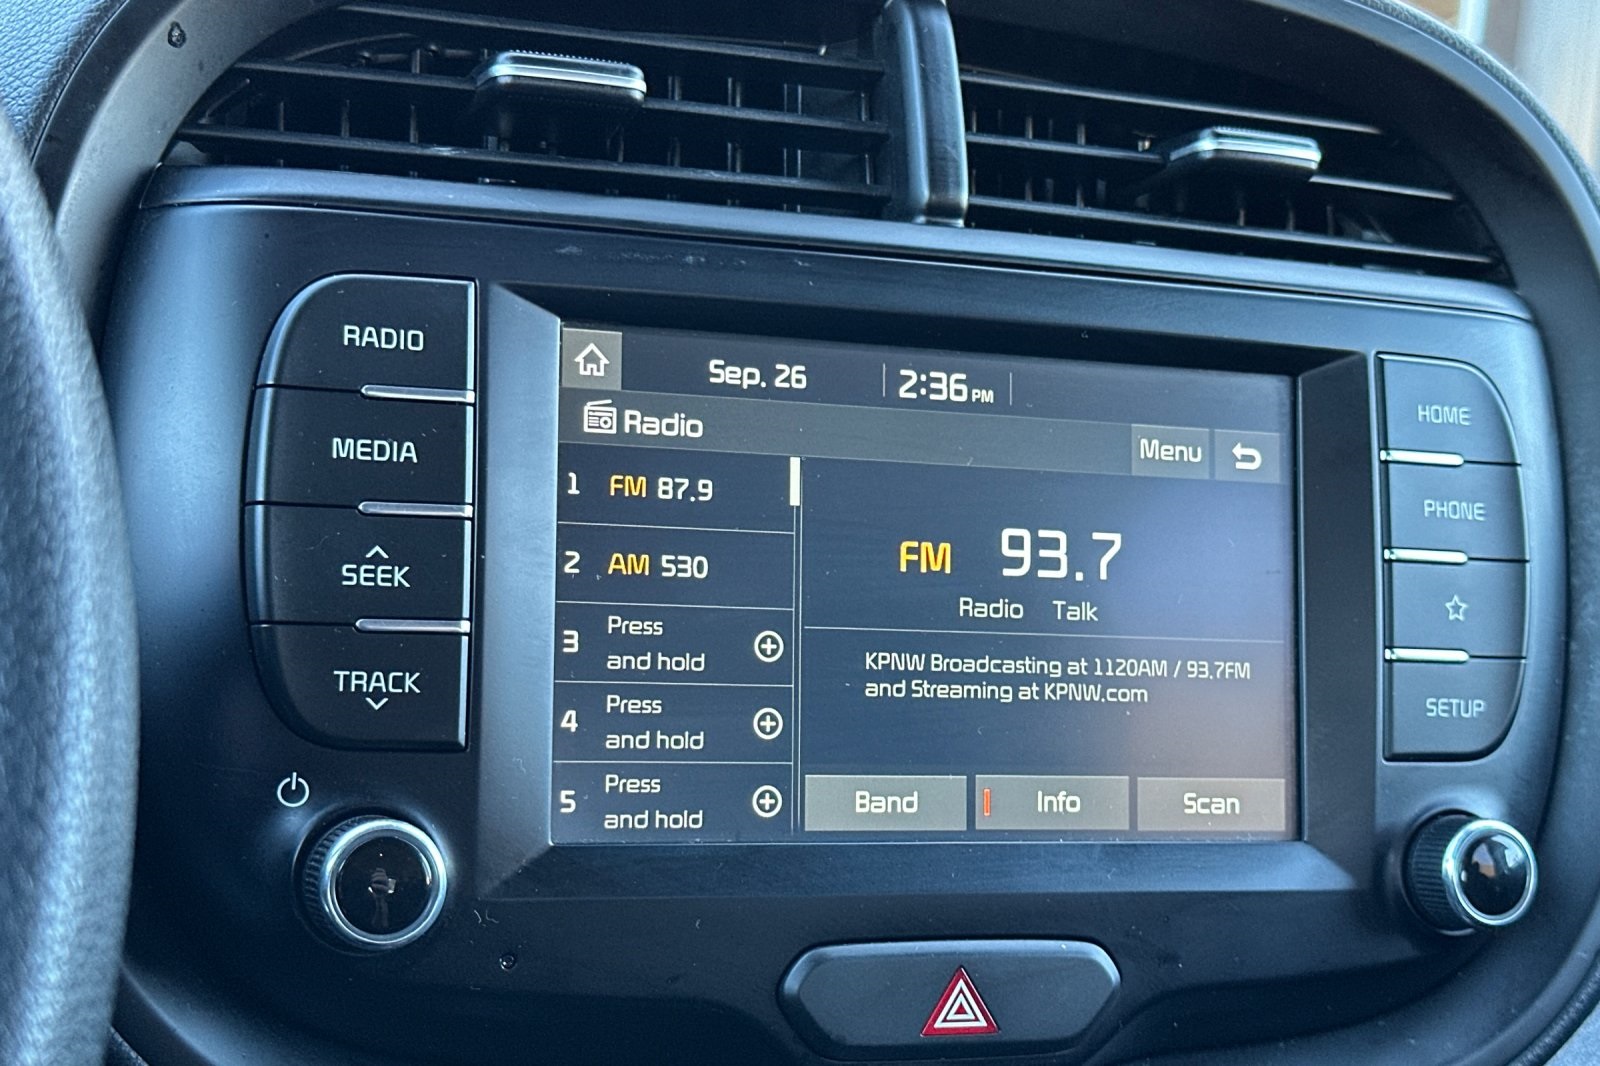 RADIO
MEDIA
SEEK
TRACK
Sep. 26
2:36 PM
Radio
Menu
1 FM 87.9
2 AM 530
3 Press
and hold
4 Press
and hold
5 Press
and hold
FM 93.7
Radio Talk
KPNW Broadcasting at 1120AM / 93.7FM
and Streaming at KPNW.com
Band
Info
Scan
HOME
PHONE
SETUP